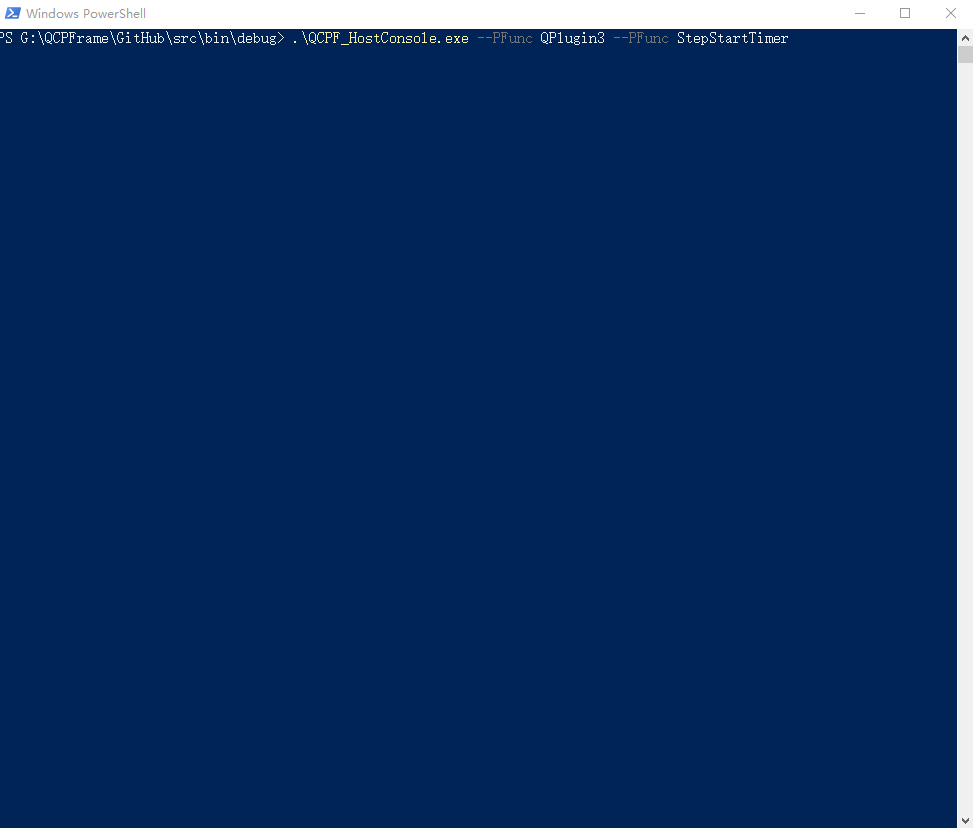 Windows PowerShell
PS G:\QCPFrame\GitHub\src\bin\debug> .\QCPF_HostConsole.exe --PFunc QPlugin3 --PFunc StepStartTimer